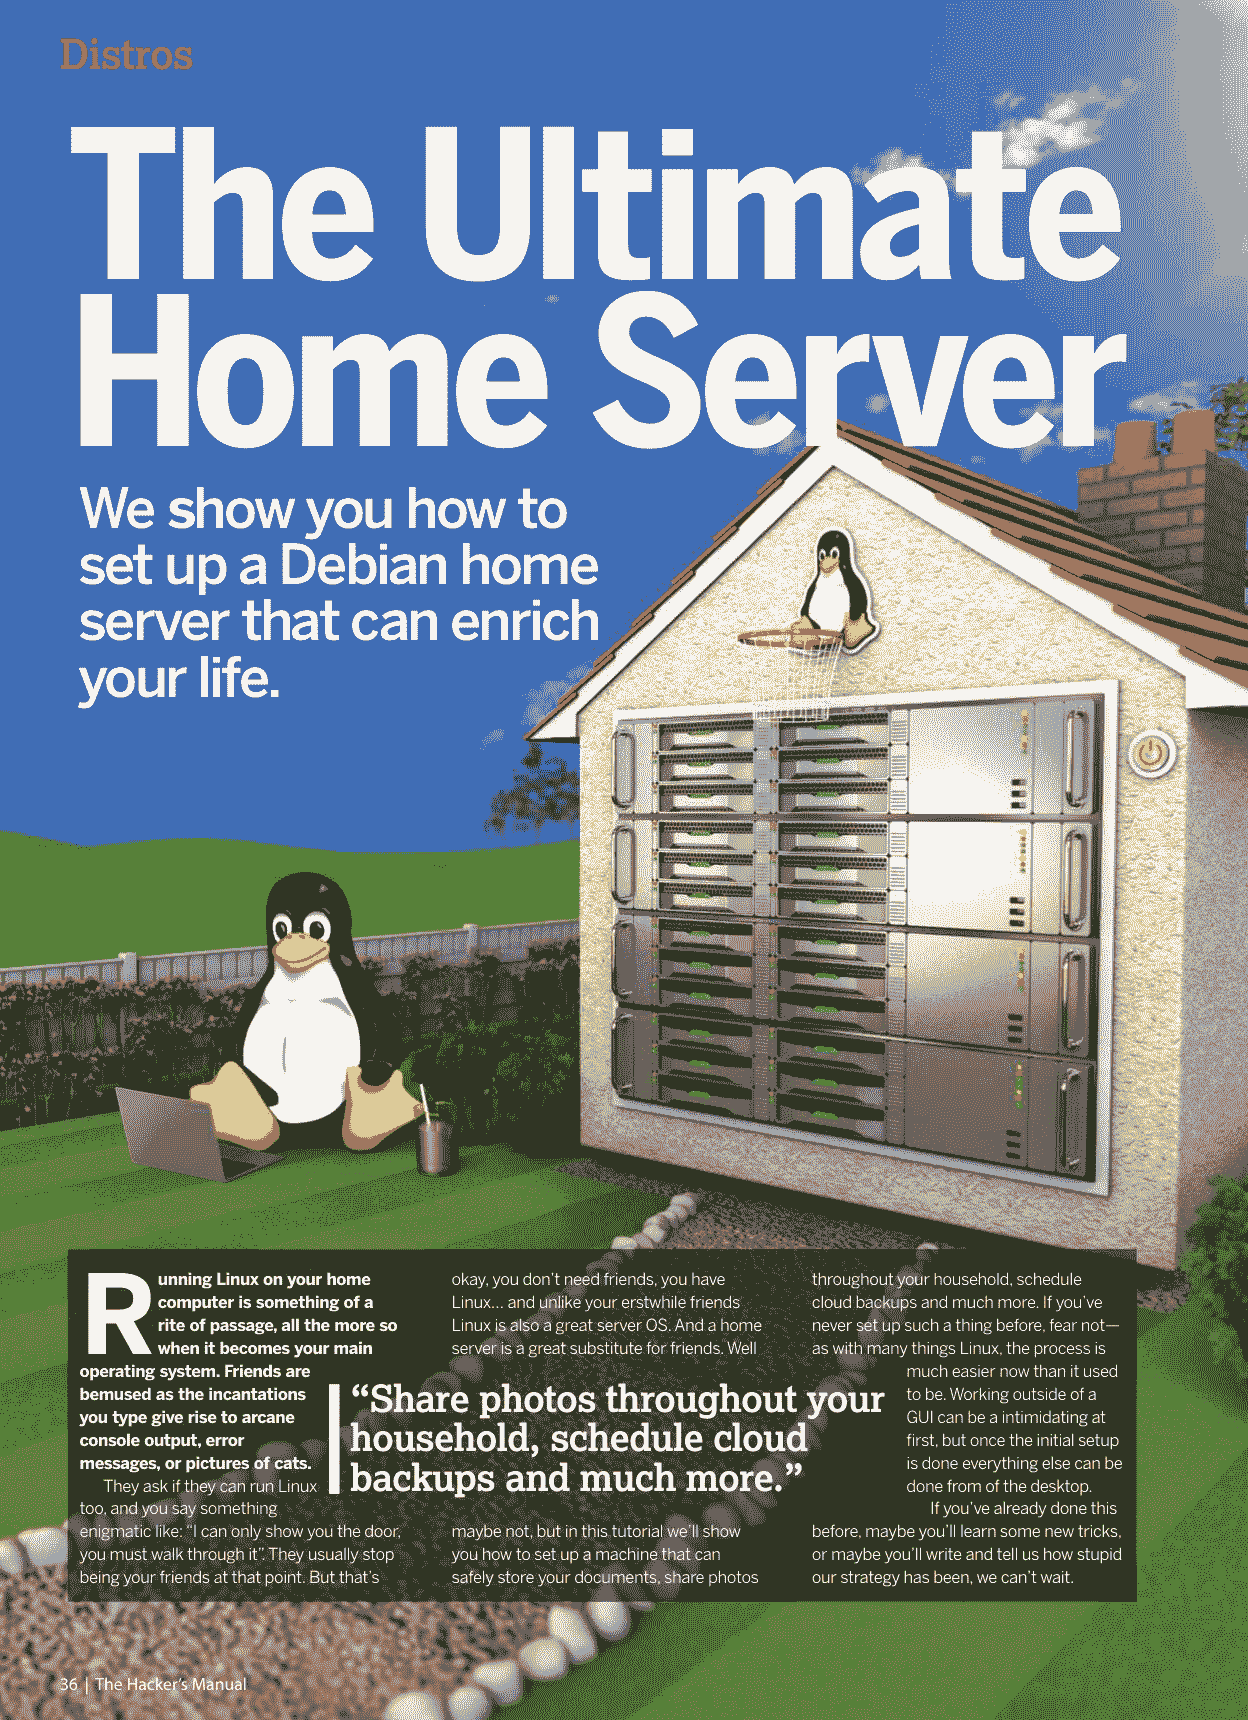 Distros
The Ultimate
Home Server
We show you how to
set up a Debian home
server that can enrich
your life.
Running Linux on your home
computer is something of a
rite of passage, all the more so
when it becomes your main
operating system. Friends are
bemused as the incantations
you type give rise to arcane
console output, error
messages, or pictures of cats.
They ask if they can run Linux
too, and you say something
enigmatic like: “I can only show you the door,
you must walk through it”. They usually stop
being your friends at that point. But that’s
okay, you don’t need friends, you have
Linux... and unlike your erstwhile friends
Linux is also a great server OS. And a home
server is a great substitute for friends. Well
“Share photos throughout your
household, schedule cloud
backups and much more.”
maybe not, but in this tutorial we’ll show
you how to set up a machine that can
safely store your documents, share photos
throughout your household, schedule
cloud backups and much more. If you’ve
never set up such a thing before, fear not—
as with many things Linux, the process is
much easier now than it used
to be. Working outside of a
GUI can be a intimidating at
first, but once the initial setup
is done everything else can be
done from of the desktop.
If you’ve already done this
before, maybe you’ll learn some new tricks,
or maybe you’ll write and tell us how stupid
our strategy has been, we can’t wait.
36 | The Hacker’s Manual